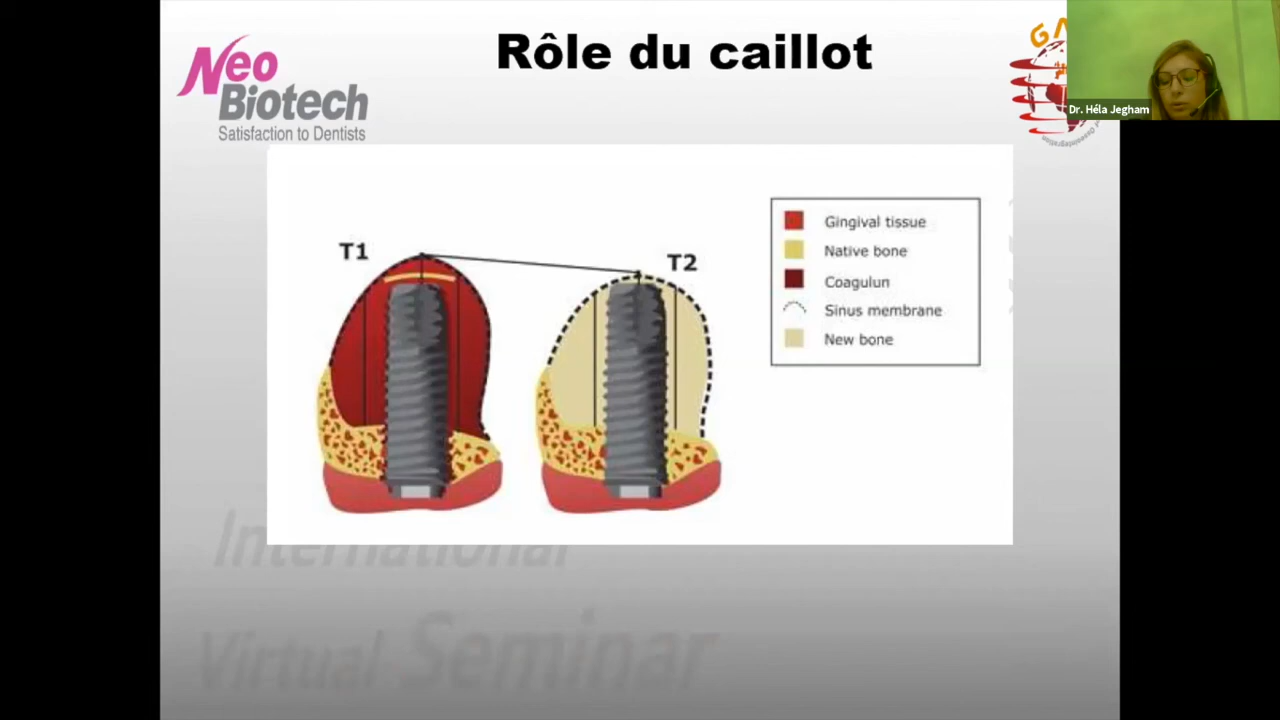 Rôle du caillot
Neo
Biotech
Satisfaction to Dentists
Dr. Héla Jegham
T1
T2
Gingival tissue
Native bone
Coagulun
Sinus membrane
New bone
International
Virtual Seminar